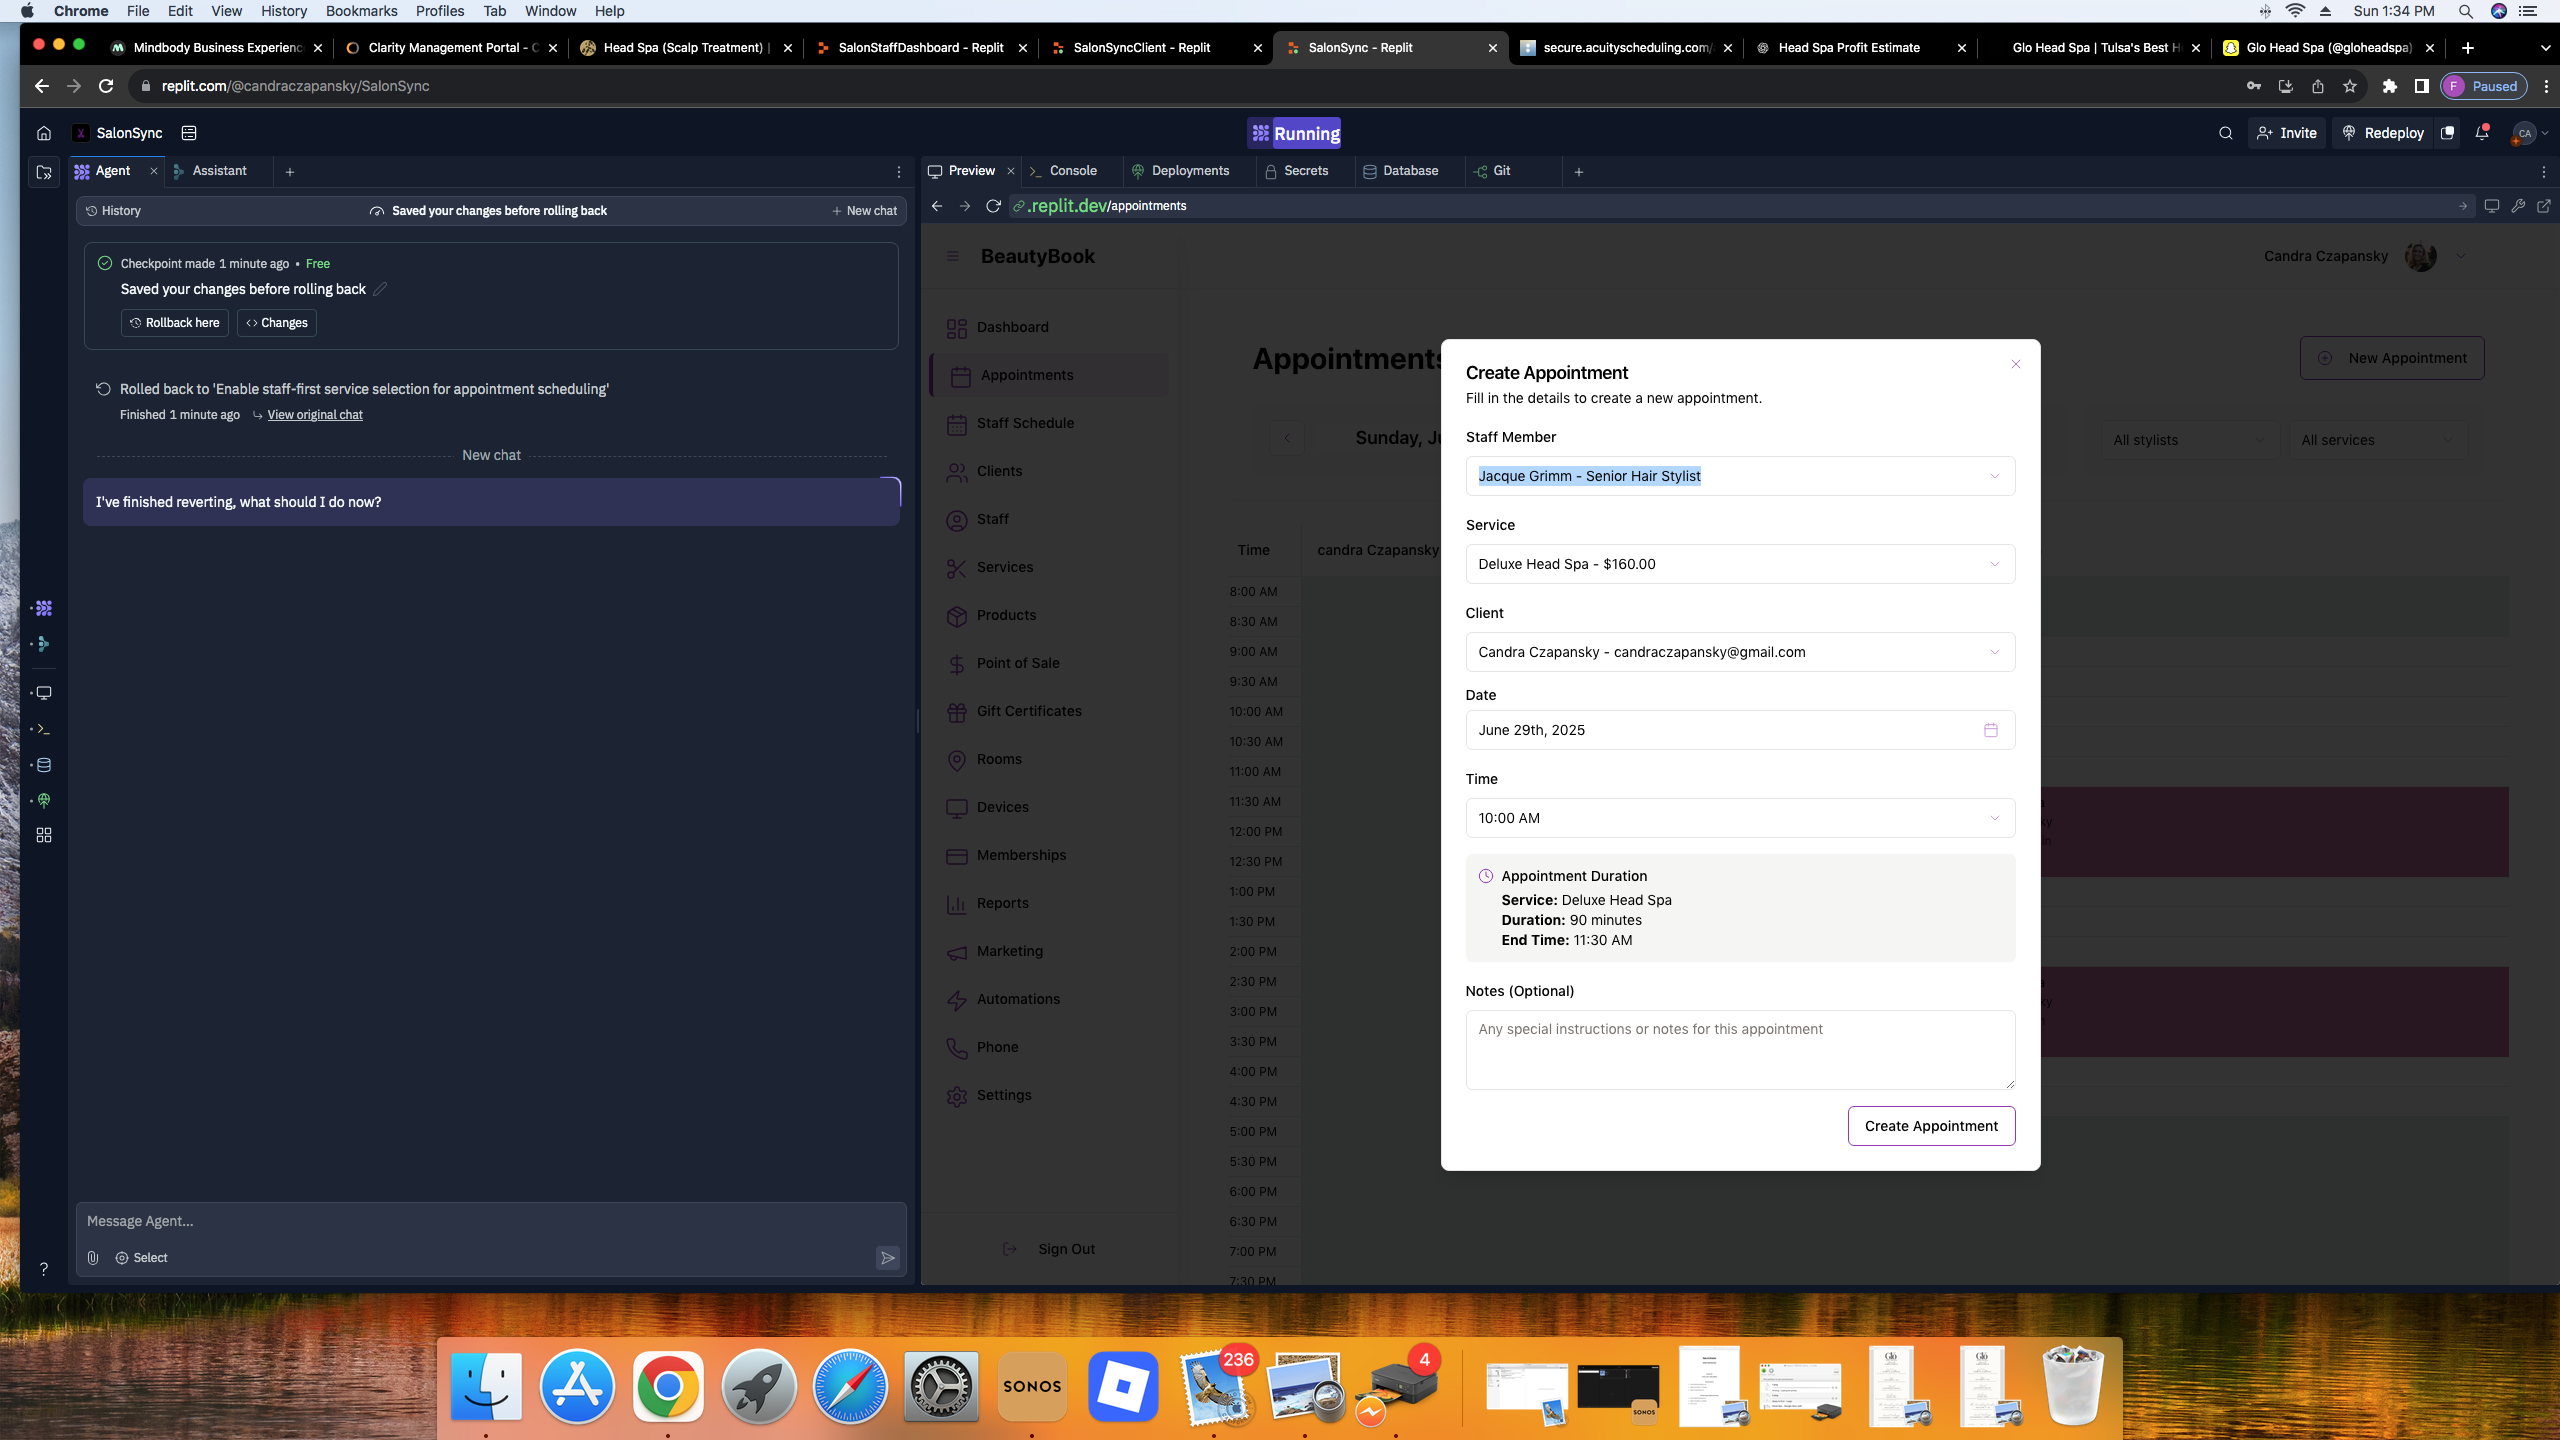 Chrome File Edit View History Bookmarks Profiles Tab Window Help
Sun 1:34 PM
Mindbody Business Experienc
Clarity Management Portal - C
Head Spa (Scalp Treatment) |
SalonStaffDashboard - Replit
SalonSyncClient - Replit
SalonSync - Replit
secure.acuityscheduling.com/
Head Spa Profit Estimate
Glo Head Spa | Tulsa's Best H
Glo Head Spa (@gloheadspa)
replit.com/@candraczapansky/SalonSync
F Paused
SalonSync
Running
Invite
Redeploy
CA
Agent
Assistant
History
Saved your changes before rolling back
New chat
Checkpoint made 1 minute ago • Free
Saved your changes before rolling back
Rollback here
Changes
Rolled back to 'Enable staff-first service selection for appointment scheduling'
Finished 1 minute ago
View original chat
New chat
I've finished reverting, what should I do now?
Message Agent...
Select
?
Preview
Console
Deployments
Secrets
Database
Git
.replit.dev/appointments
BeautyBook
Candra Czapansky
Dashboard
Appointments
Staff Schedule
Clients
Staff
Services
Products
Point of Sale
Gift Certificates
Rooms
Devices
Memberships
Reports
Marketing
Automations
Phone
Settings
Sign Out
Appointments
New Appointment
Sunday, Ju
All stylists
All services
Time
candra Czapansky
8:00 AM
8:30 AM
9:00 AM
9:30 AM
10:00 AM
10:30 AM
11:00 AM
11:30 AM
12:00 PM
12:30 PM
1:00 PM
1:30 PM
2:00 PM
2:30 PM
3:00 PM
3:30 PM
4:00 PM
4:30 PM
5:00 PM
5:30 PM
6:00 PM
6:30 PM
7:00 PM
7:30 PM
Create Appointment
Fill in the details to create a new appointment.
Staff Member
Jacque Grimm - Senior Hair Stylist
Service
Deluxe Head Spa - $160.00
Client
Candra Czapansky - candraczapansky@gmail.com
Date
June 29th, 2025
Time
10:00 AM
Appointment Duration
Service: Deluxe Head Spa
Duration: 90 minutes
End Time: 11:30 AM
Notes (Optional)
Any special instructions or notes for this appointment
Create Appointment
SONOS
236
4
SONOS
Glo
Glo